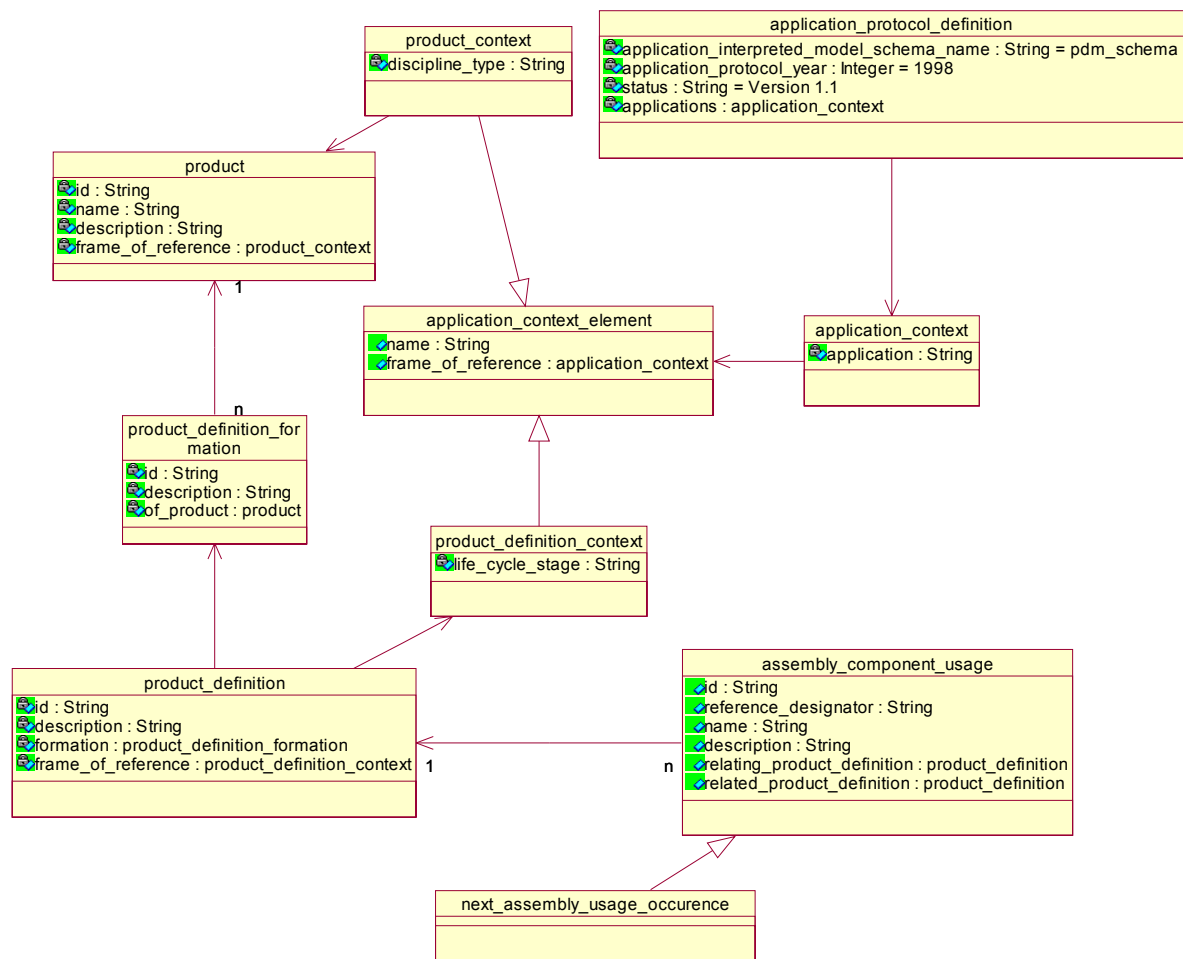 product_context
discipline_type : String
application_protocol_definition
application_interpreted_model_schema_name : String = pdm_schema
application_protocol_year : Integer = 1998
status : String = Version 1.1
applications : application_context
product
id : String
name : String
description : String
frame_of_reference : product_context
1
application_context_element
name : String
frame_of_reference : application_context
application_context
application : String
n
product_definition_for
mation
id : String
description : String
of_product : product
product_definition_context
life_cycle_stage : String
product_definition
id : String
description : String
formation : product_definition_formation
frame_of_reference : product_definition_context
1
n
assembly_component_usage
id : String
reference_designator : String
name : String
description : String
relating_product_definition : product_definition
related_product_definition : product_definition
next_assembly_usage_occurence